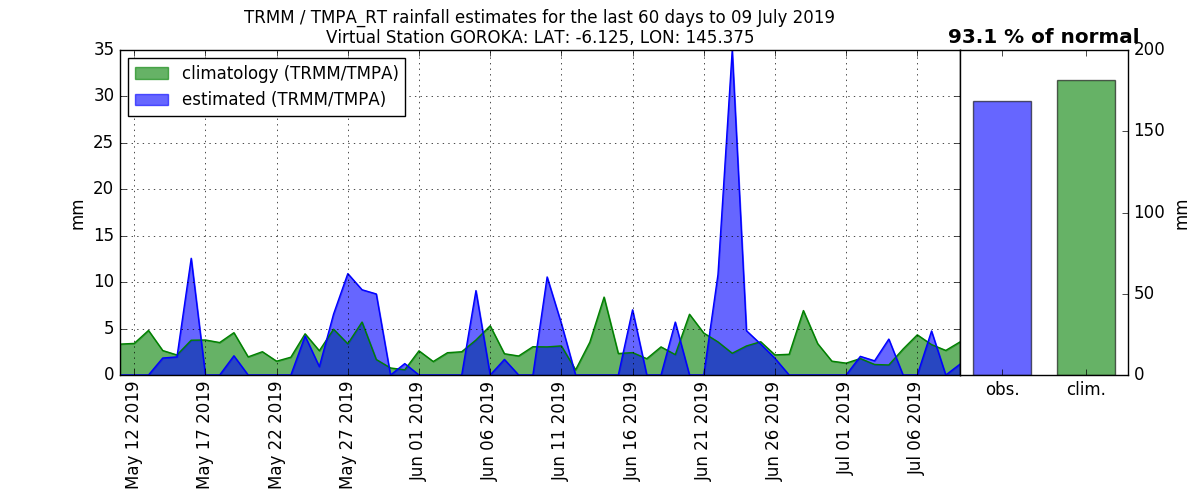 TRMM / TMPA_RT rainfall estimates for the last 60 days to 09 July 2019
Virtual Station GOROKA: LAT: -6.125, LON: 145.375
93.1 % of normal
climatology (TRMM/TMPA)
estimated (TRMM/TMPA)
mm
35
30
25
20
15
10
5
0
May 12 2019
May 17 2019
May 22 2019
May 27 2019
Jun 01 2019
Jun 06 2019
Jun 11 2019
Jun 16 2019
Jun 21 2019
Jun 26 2019
Jul 01 2019
Jul 06 2019
200
150
100
50
0
mm
obs.
clim.